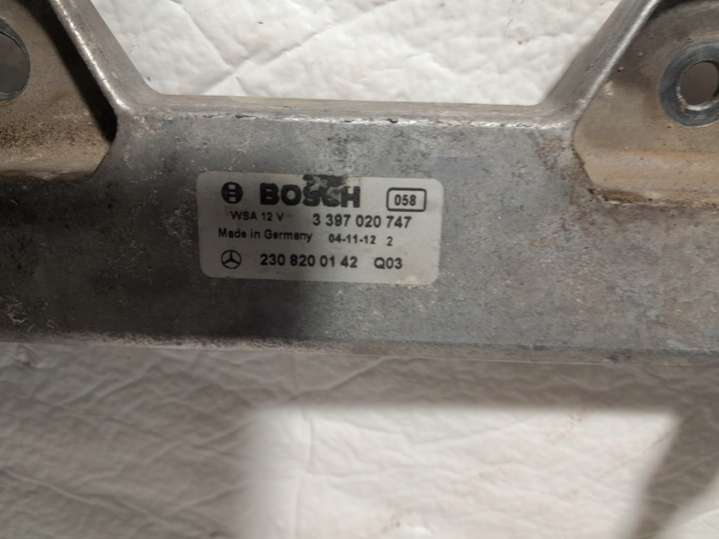 BOSCH 058
WSA 12 V 3 397 020 747
Made in Germany 04-11-12 2
230 820 01 42 Q03